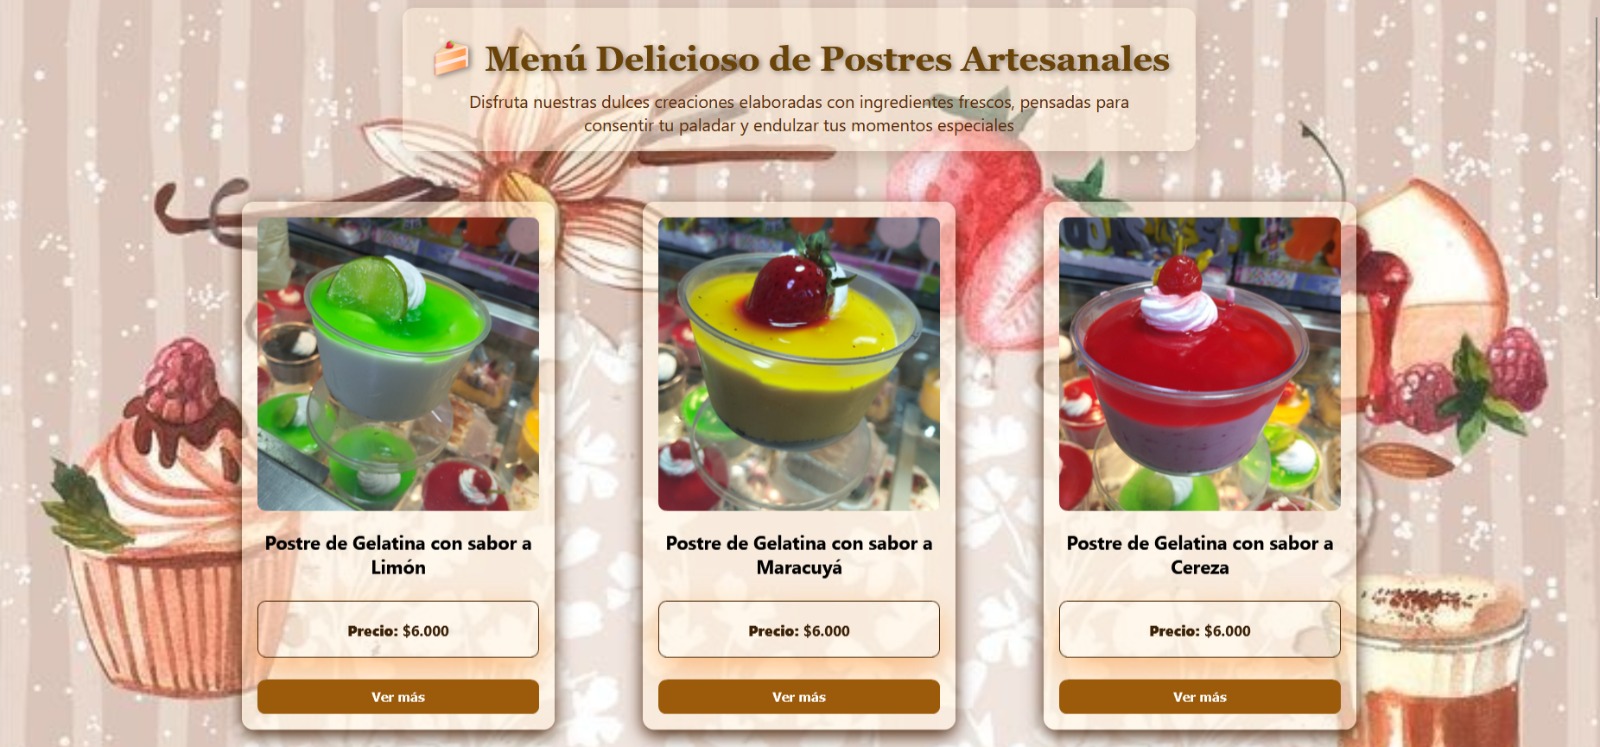 Menú Delicioso de Postres Artesanales
Disfruta nuestras dulces creaciones elaboradas con ingredientes frescos, pensadas para
consentir tu paladar y endulzar tus momentos especiales
Postre de Gelatina con sabor a
Limón
Precio: $6.000
Ver más
Postre de Gelatina con sabor a
Maracuyá
Precio: $6.000
Ver más
Postre de Gelatina con sabor a
Cereza
Precio: $6.000
Ver más